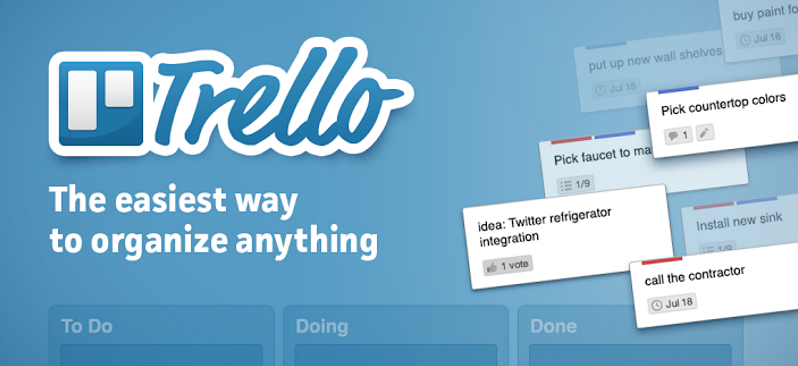 Trello
The easiest way
to organize anything
buy paint fo
Jul 18
put up new wall shelves
Jul 18
Pick countertop colors
1
Pick faucet to ma
1/9
idea: Twitter refrigerator
integration
1 vote
Install new sink
1/9
call the contractor
Jul 18
To Do
Doing
Done